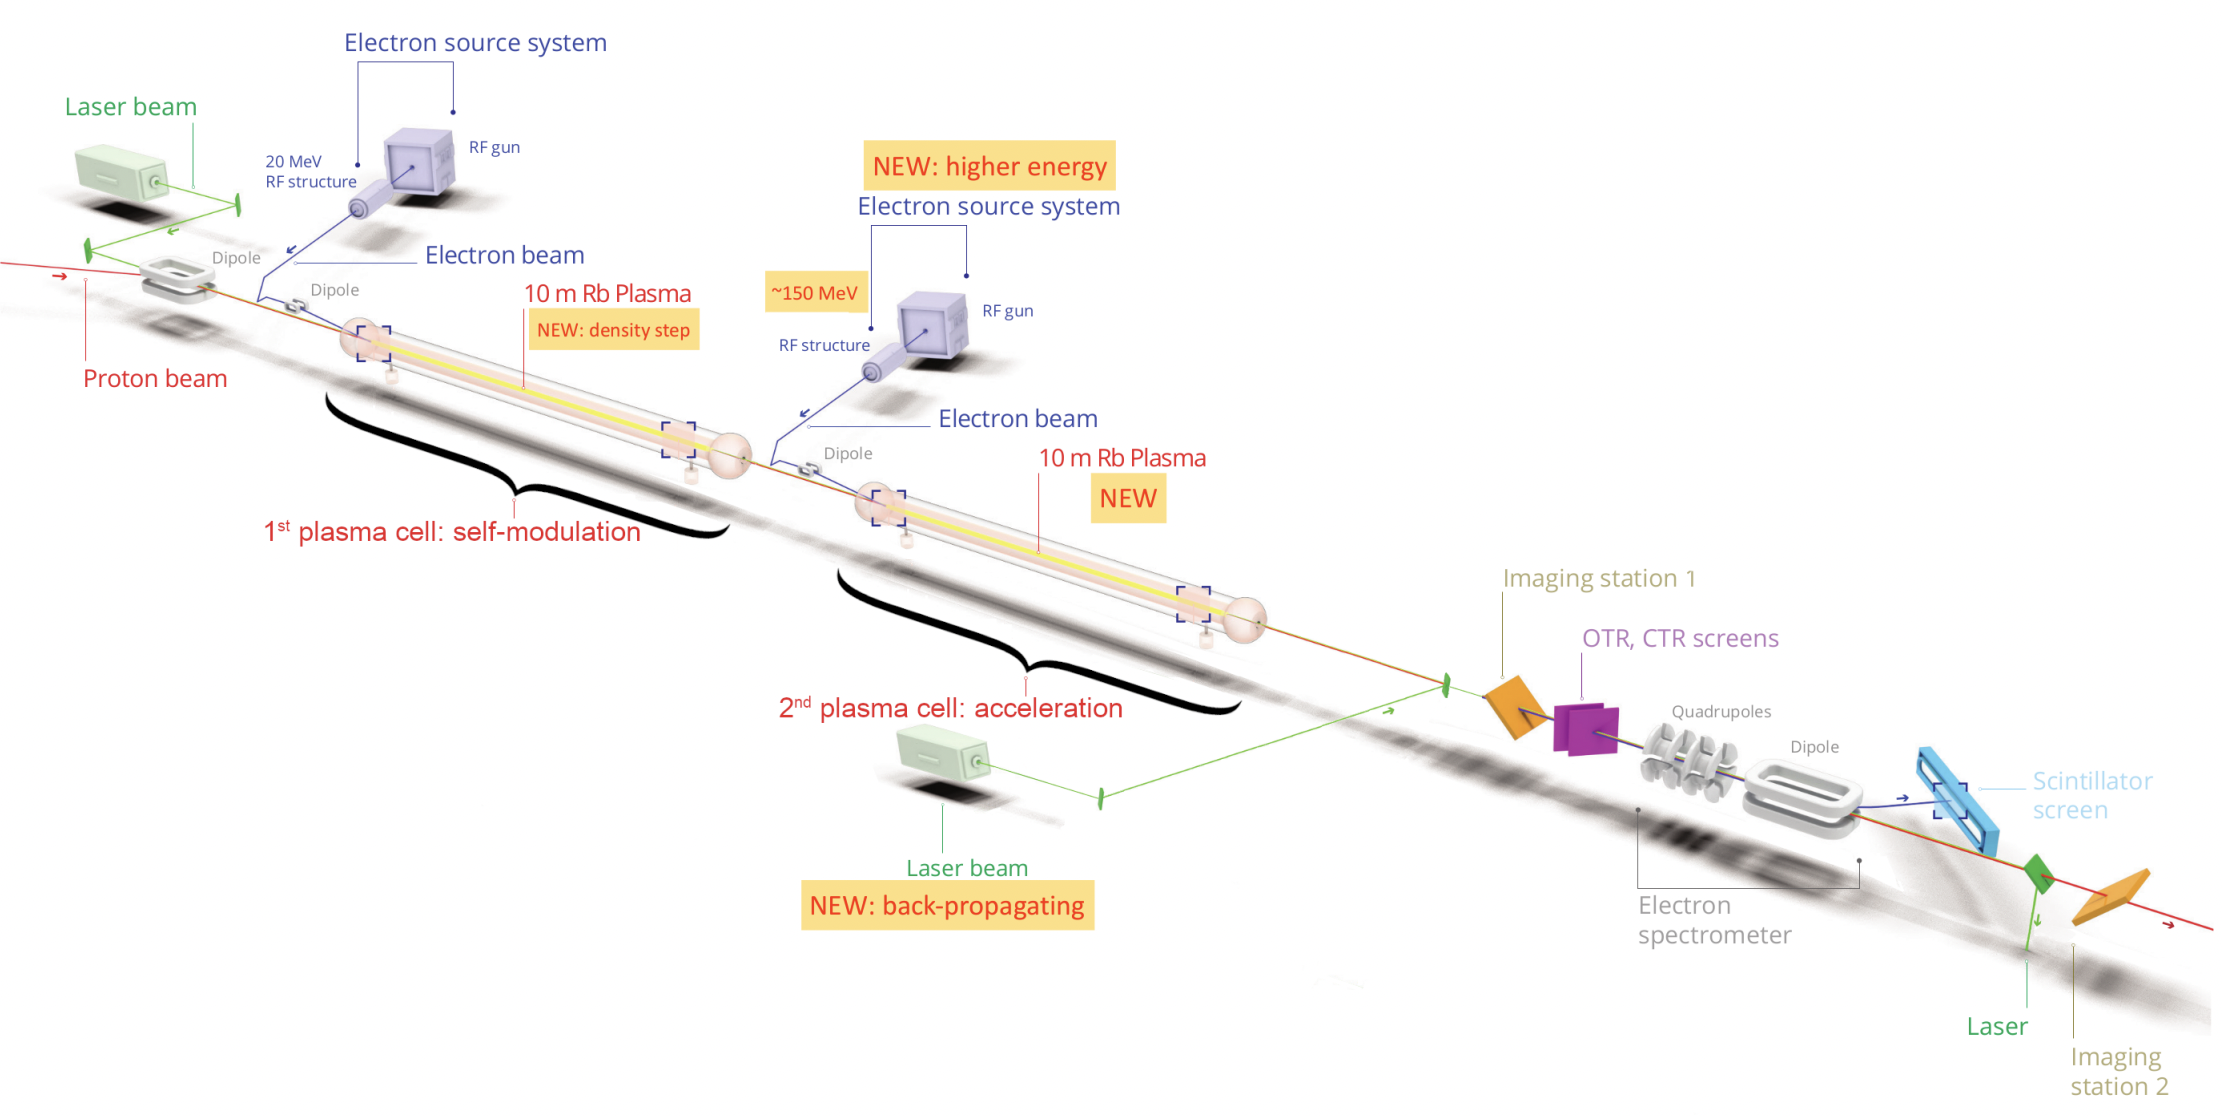 Electron source system
Laser beam
RF gun
20 MeV
RF structure
NEW: higher energy
Electron source system
Dipole
Electron beam
Dipole
10 m Rb Plasma
NEW: density step
~150 MeV
RF gun
RF structure
Proton beam
Electron beam
Dipole
10 m Rb Plasma
NEW
1st plasma cell: self-modulation
Imaging station 1
OTR, CTR screens
2nd plasma cell: acceleration
Quadrupoles
Dipole
Scintillator
screen
Laser beam
NEW: back-propagating
Electron
spectrometer
Laser
Imaging
station 2